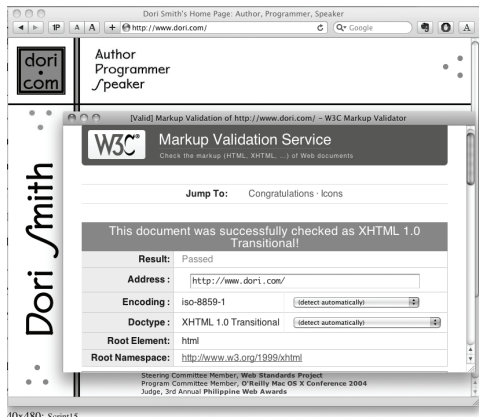 Dori Smith's Home Page: Author, Programmer, Speaker
1P A A + http://www.dori.com/ Q Google A
dori
com
Author
Programmer
Speaker
[Valid] Markup Validation of http://www.dori.com/ – W3C Markup Validator
W3C® Markup Validation Service
Check the markup (HTML, XHTML, ...) of Web documents
Jump To: Congratulations · Icons
This document was successfully checked as XHTML 1.0
Transitional!
Result: Passed
Address : http://www.dori.com/
Encoding : iso-8859-1 (detect automatically)
Doctype : XHTML 1.0 Transitional (detect automatically)
Root Element: html
Root Namespace: http://www.w3.org/1999/xhtml
Dori Smith
Steering Committee Member, Web Standards Project
Program Committee Member, O'Reilly Mac OS X Conference 2004
Judge, 3rd Annual Philippine Web Awards